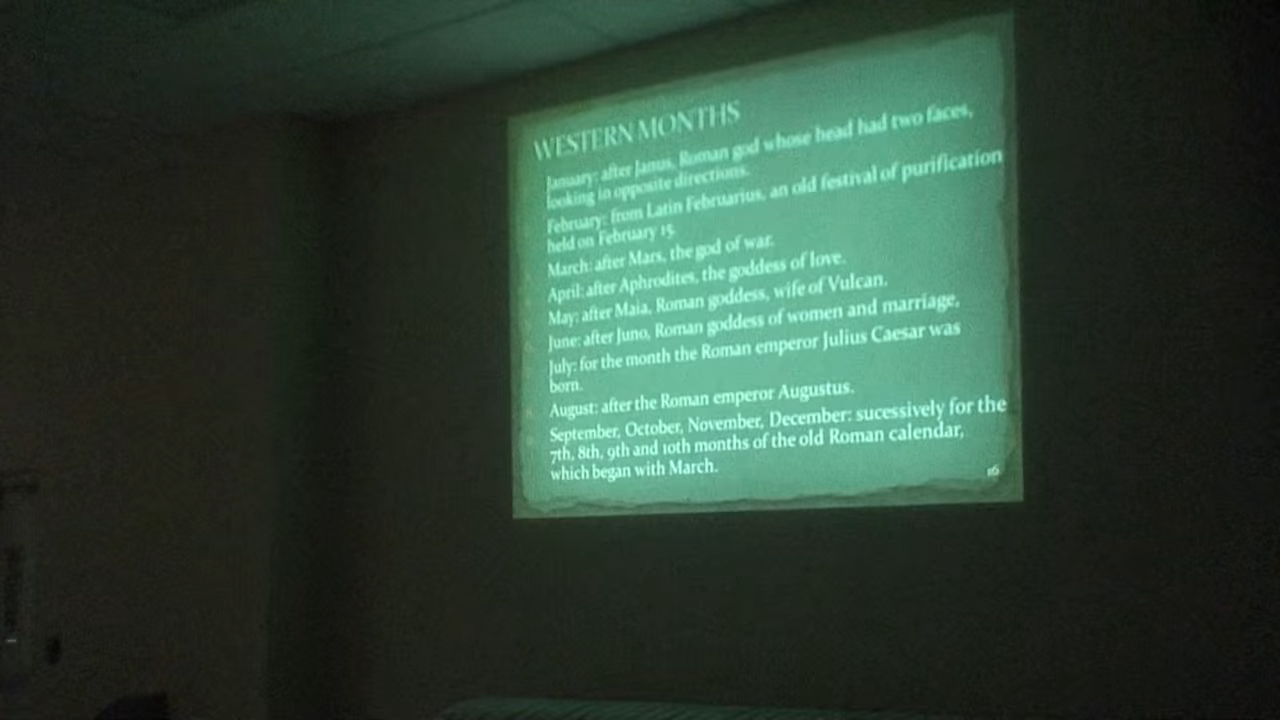 WESTERN MONTHS
January: after Janus, Roman god whose head had two faces,
looking in opposite directions.
February: from Latin Februarius, an old festival of purification
held on February 15.
March: after Mars, the god of war.
April: after Aphrodites, the goddess of love.
May: after Maia, Roman goddess, wife of Vulcan.
June: after Juno, Roman goddess of women and marriage,
July: for the month the Roman emperor Julius Caesar was
born.
August: after the Roman emperor Augustus.
September, October, November, December: sucessively for the
7th, 8th, 9th and 10th months of the old Roman calendar,
which began with March.
16